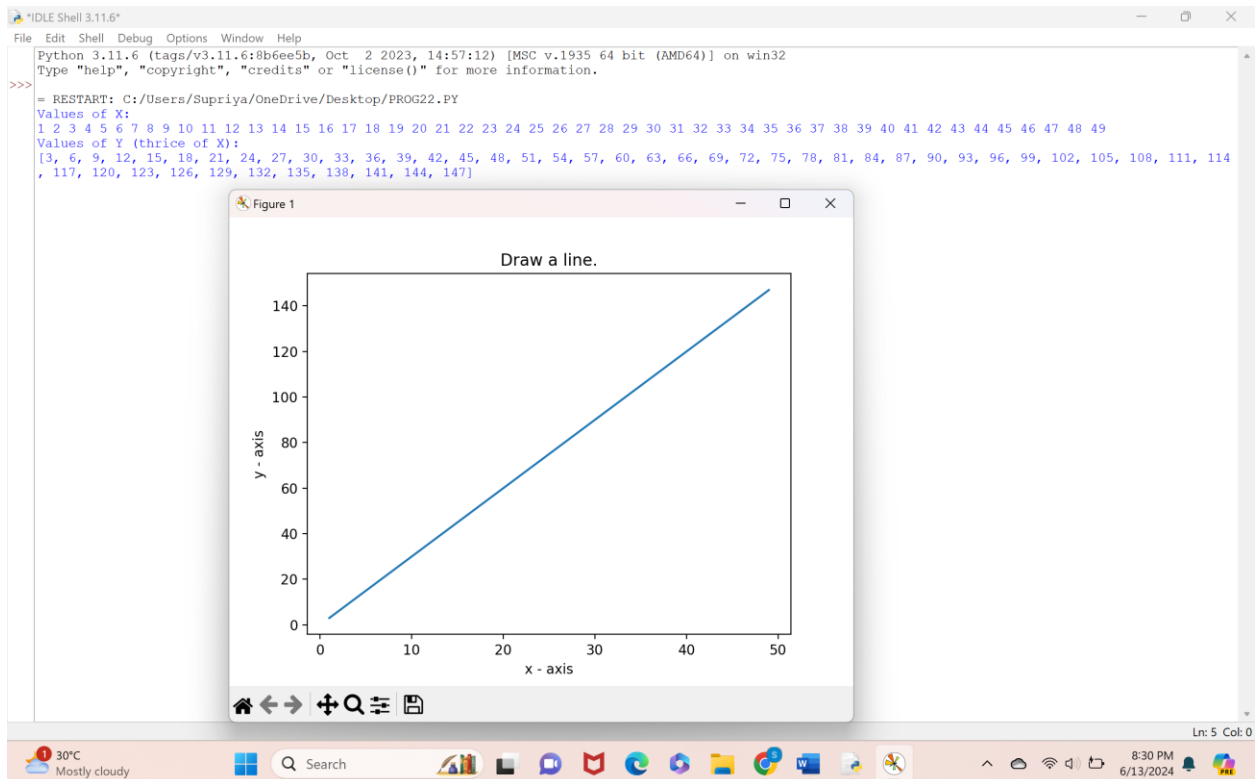 *IDLE Shell 3.11.6*
File Edit Shell Debug Options Window Help
Python 3.11.6 (tags/v3.11.6:8b6ee5b, Oct  2 2023, 14:57:12) [MSC v.1935 64 bit (AMD64)] on win32
Type "help", "copyright", "credits" or "license()" for more information.
>>>
= RESTART: C:/Users/Supriya/OneDrive/Desktop/PROG22.PY
Values of X:
1 2 3 4 5 6 7 8 9 10 11 12 13 14 15 16 17 18 19 20 21 22 23 24 25 26 27 28 29 30 31 32 33 34 35 36 37 38 39 40 41 42 43 44 45 46 47 48 49
Values of Y (thrice of X):
[3, 6, 9, 12, 15, 18, 21, 24, 27, 30, 33, 36, 39, 42, 45, 48, 51, 54, 57, 60, 63, 66, 69, 72, 75, 78, 81, 84, 87, 90, 93, 96, 99, 102, 105, 108, 111, 114
, 117, 120, 123, 126, 129, 132, 135, 138, 141, 144, 147]
Figure 1
Draw a line.
140
120
100
80
60
40
20
0
y - axis
0 10 20 30 40 50
x - axis
Ln: 5 Col: 0
1
30°C
Mostly cloudy
Search
S
PRE
8:30 PM
6/13/2024